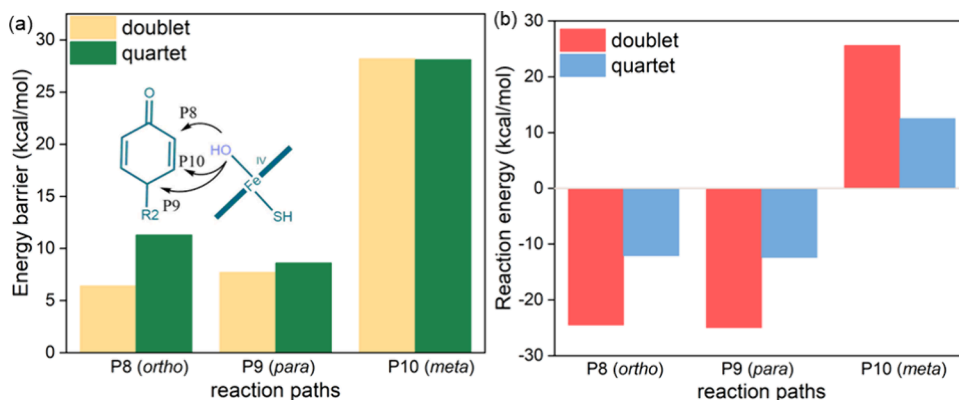 (a)
Energy barrier (kcal/mol)
30
25
20
15
10
5
0
doublet
quartet
O
R2
P8
P10
P9
HO
IV
Fe
SH
P8 (ortho)
P9 (para)
P10 (meta)
reaction paths
(b)
Reaction energy (kcal/mol)
30
20
10
0
-10
-20
-30
doublet
quartet
P8 (ortho)
P9 (para)
P10 (meta)
reaction paths